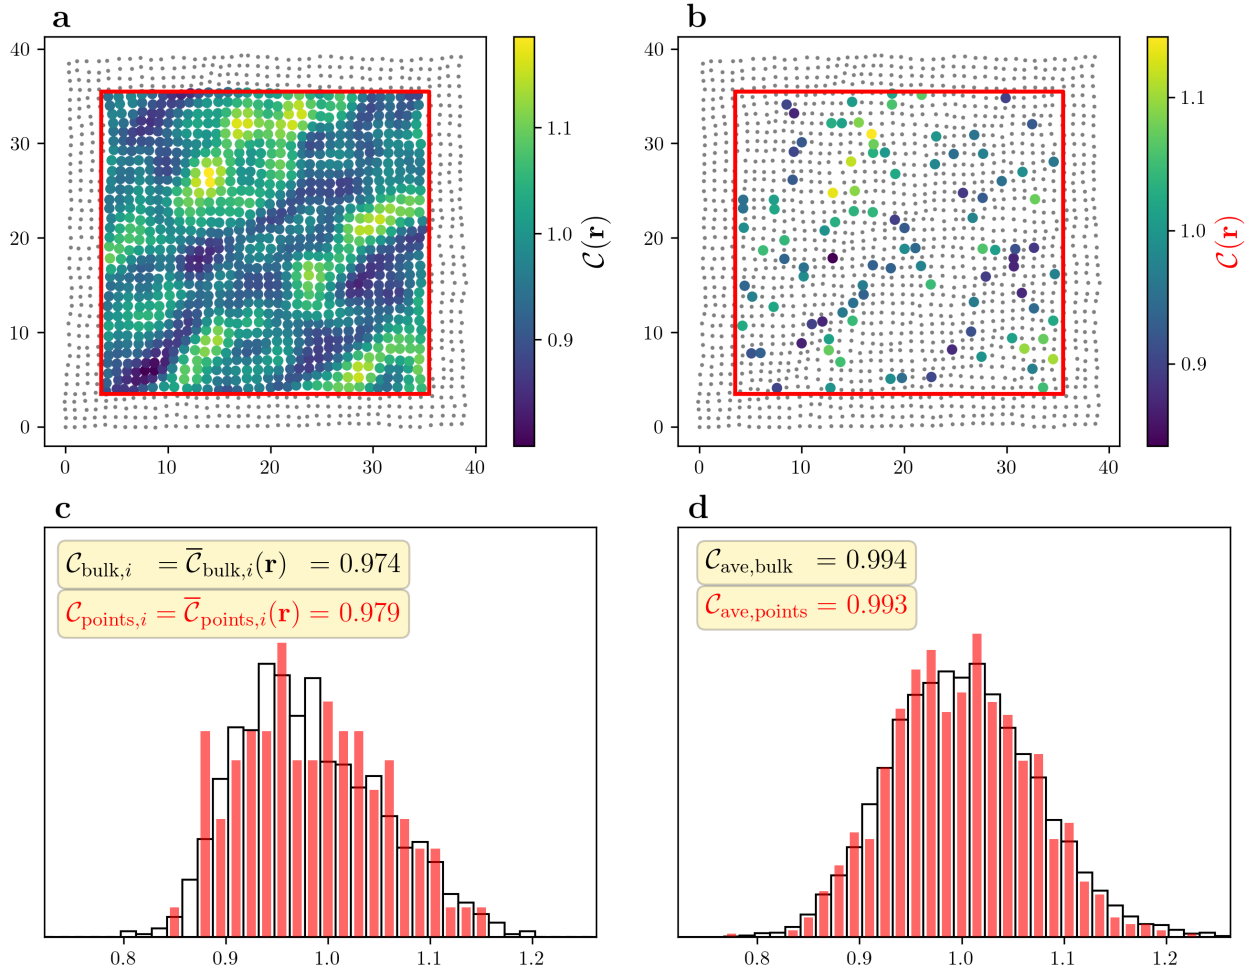 a
b
40
30
20
10
0
0 10 20 30 40
1.1
1.0
0.9
𝒞(r)
40
30
20
10
0
0 10 20 30 40
1.1
1.0
0.9
𝒞(r)
c
d
𝒞bulk,i = 𝒞̅bulk,i(r) = 0.974
𝒞points,i = 𝒞̅points,i(r) = 0.979
0.8 0.9 1.0 1.1 1.2
𝒞ave,bulk = 0.994
𝒞ave,points = 0.993
0.8 0.9 1.0 1.1 1.2